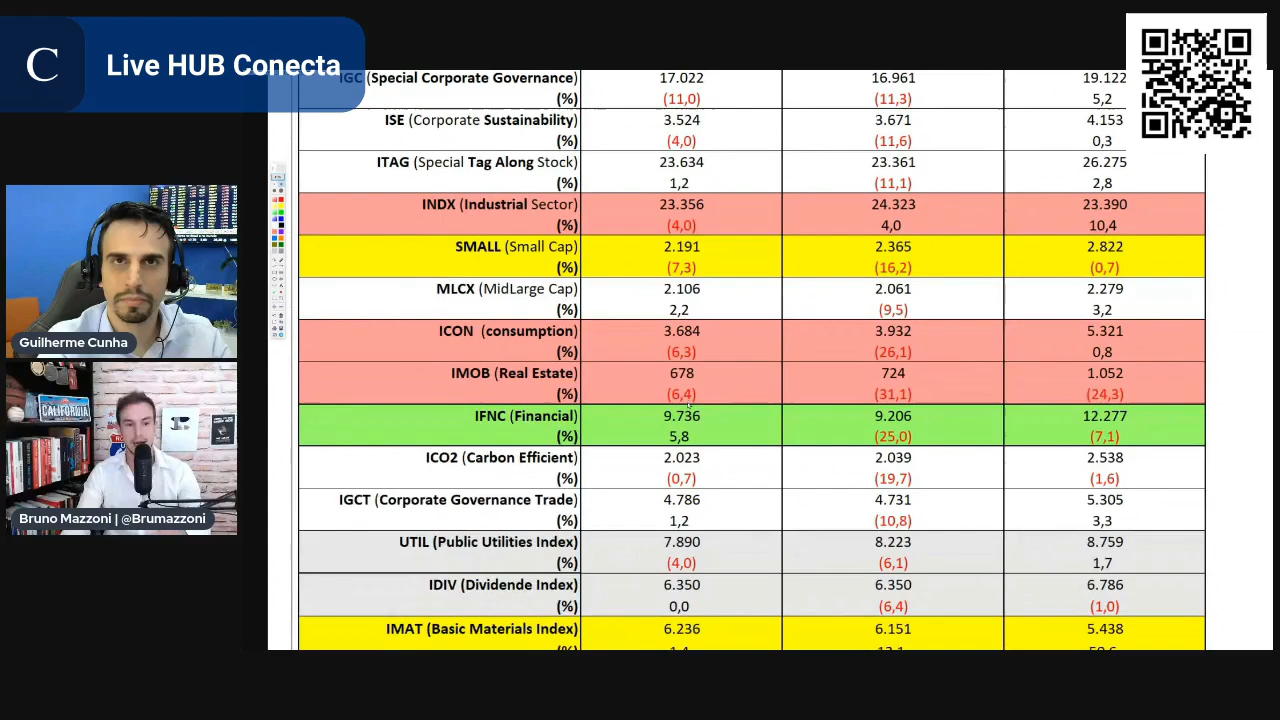 C Live HUB Conecta
IGC (Special Corporate Governance) 17.022 16.961 19.122
(%) (11,0) (11,3) 5,2
ISE (Corporate Sustainability) 3.524 3.671 4.153
(%) (4,0) (11,6) 0,3
ITAG (Special Tag Along Stock) 23.634 23.361 26.275
(%) 1,2 (11,1) 2,8
INDX (Industrial Sector) 23.356 24.323 23.390
(%) (4,0) 4,0 10,4
SMALL (Small Cap) 2.191 2.365 2.822
(%) (7,3) (16,2) (0,7)
MLCX (MidLarge Cap) 2.106 2.061 2.279
(%) 2,2 (9,5) 3,2
ICON (consumption) 3.684 3.932 5.321
(%) (6,3) (26,1) 0,8
IMOB (Real Estate) 678 724 1.052
(%) (6,4) (31,1) (24,3)
IFNC (Financial) 9.736 9.206 12.277
(%) 5,8 (25,0) (7,1)
ICO2 (Carbon Efficient) 2.023 2.039 2.538
(%) (0,7) (19,7) (1,6)
IGCT (Corporate Governance Trade) 4.786 4.731 5.305
(%) 1,2 (10,8) 3,3
UTIL (Public Utilities Index) 7.890 8.223 8.759
(%) (4,0) (6,1) 1,7
IDIV (Dividende Index) 6.350 6.350 6.786
(%) 0,0 (6,4) (1,0)
IMAT (Basic Materials Index) 6.236 6.151 5.438
(%)
Guilherme Cunha
CALIFORNIA
Bruno Mazzoni | @Brumazzoni